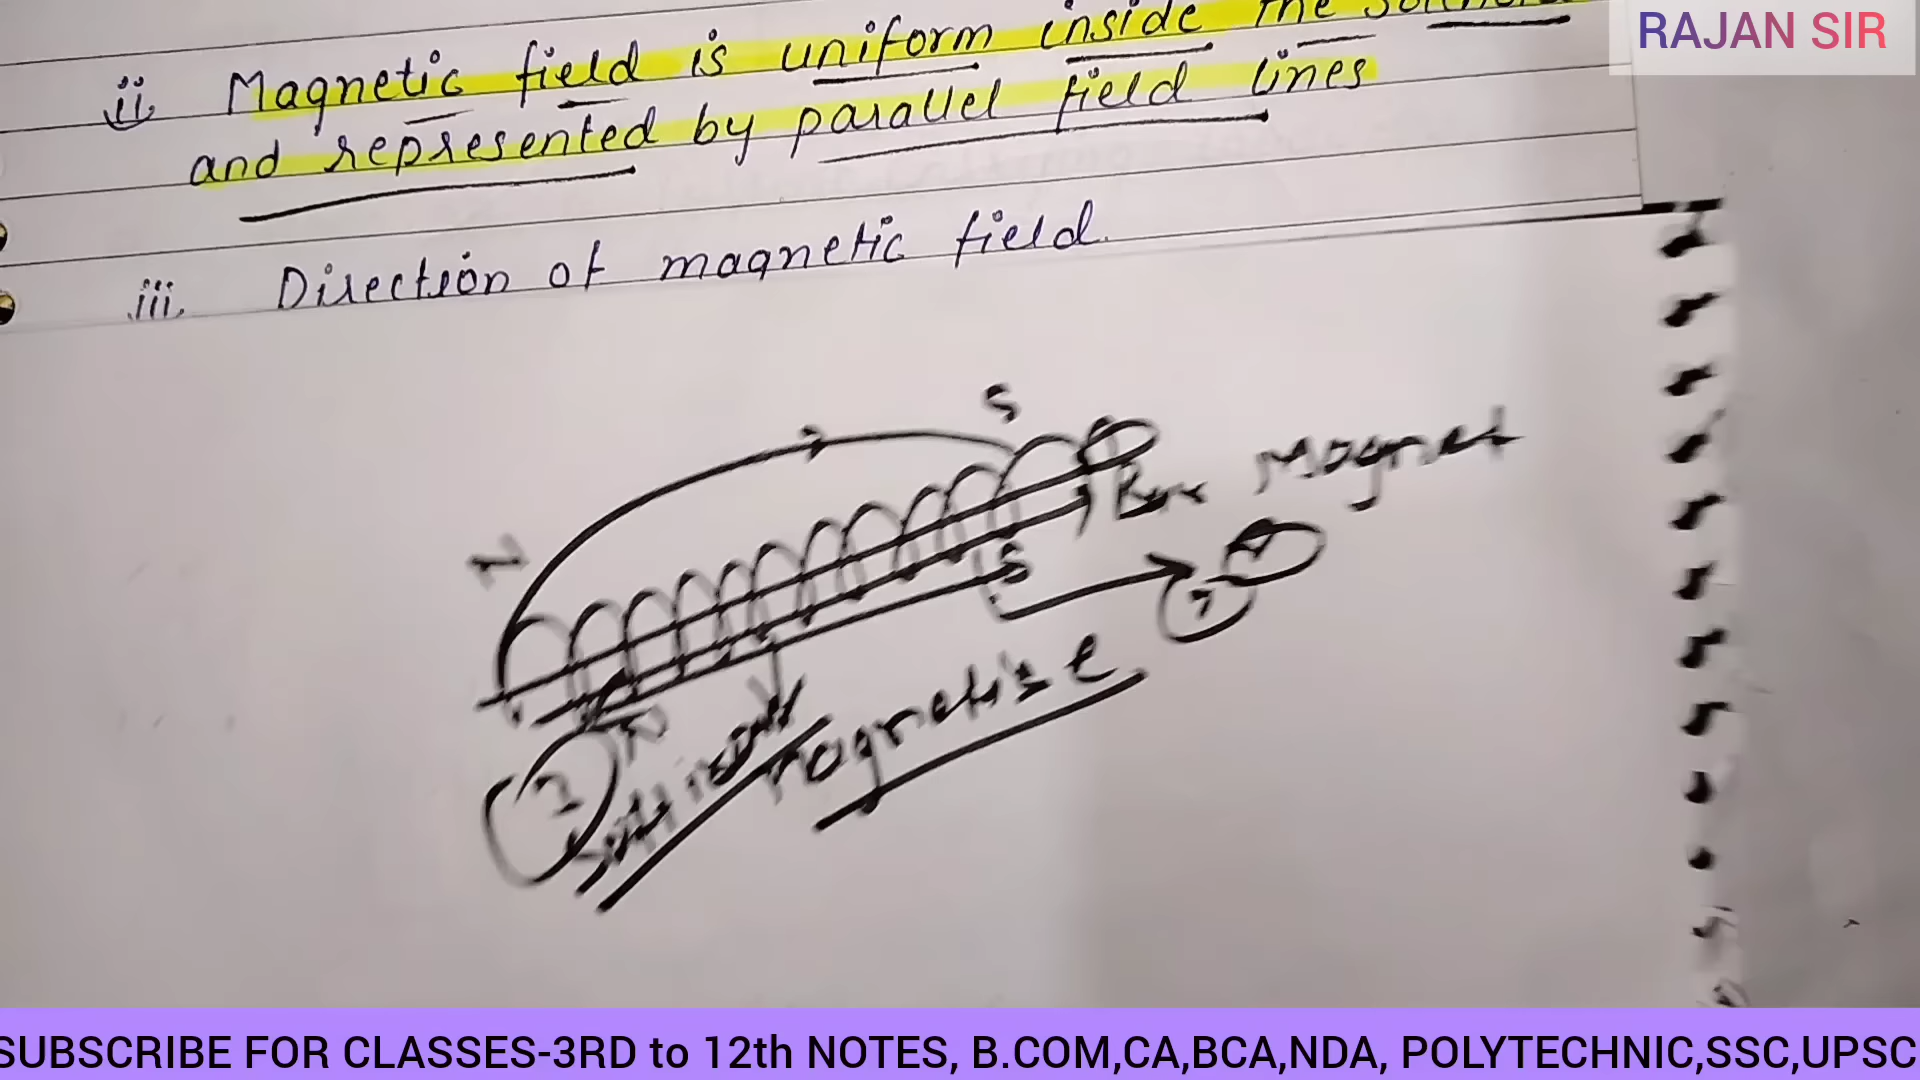 RAJAN SIR
ii, Magnetic field is uniform inside the
and represented by parallel field lines
iii. Direction of magnetic field.
S
N
Bar Magnet
S
N
magnetise
SUBSCRIBE FOR CLASSES-3RD to 12th NOTES, B.COM,CA,BCA,NDA, POLYTECHNIC,SSC,UPSC